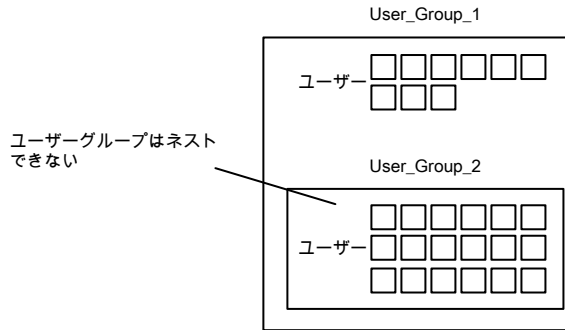 User_Group_1
ユーザー
ユーザーグループはネスト
できない
User_Group_2
ユーザー